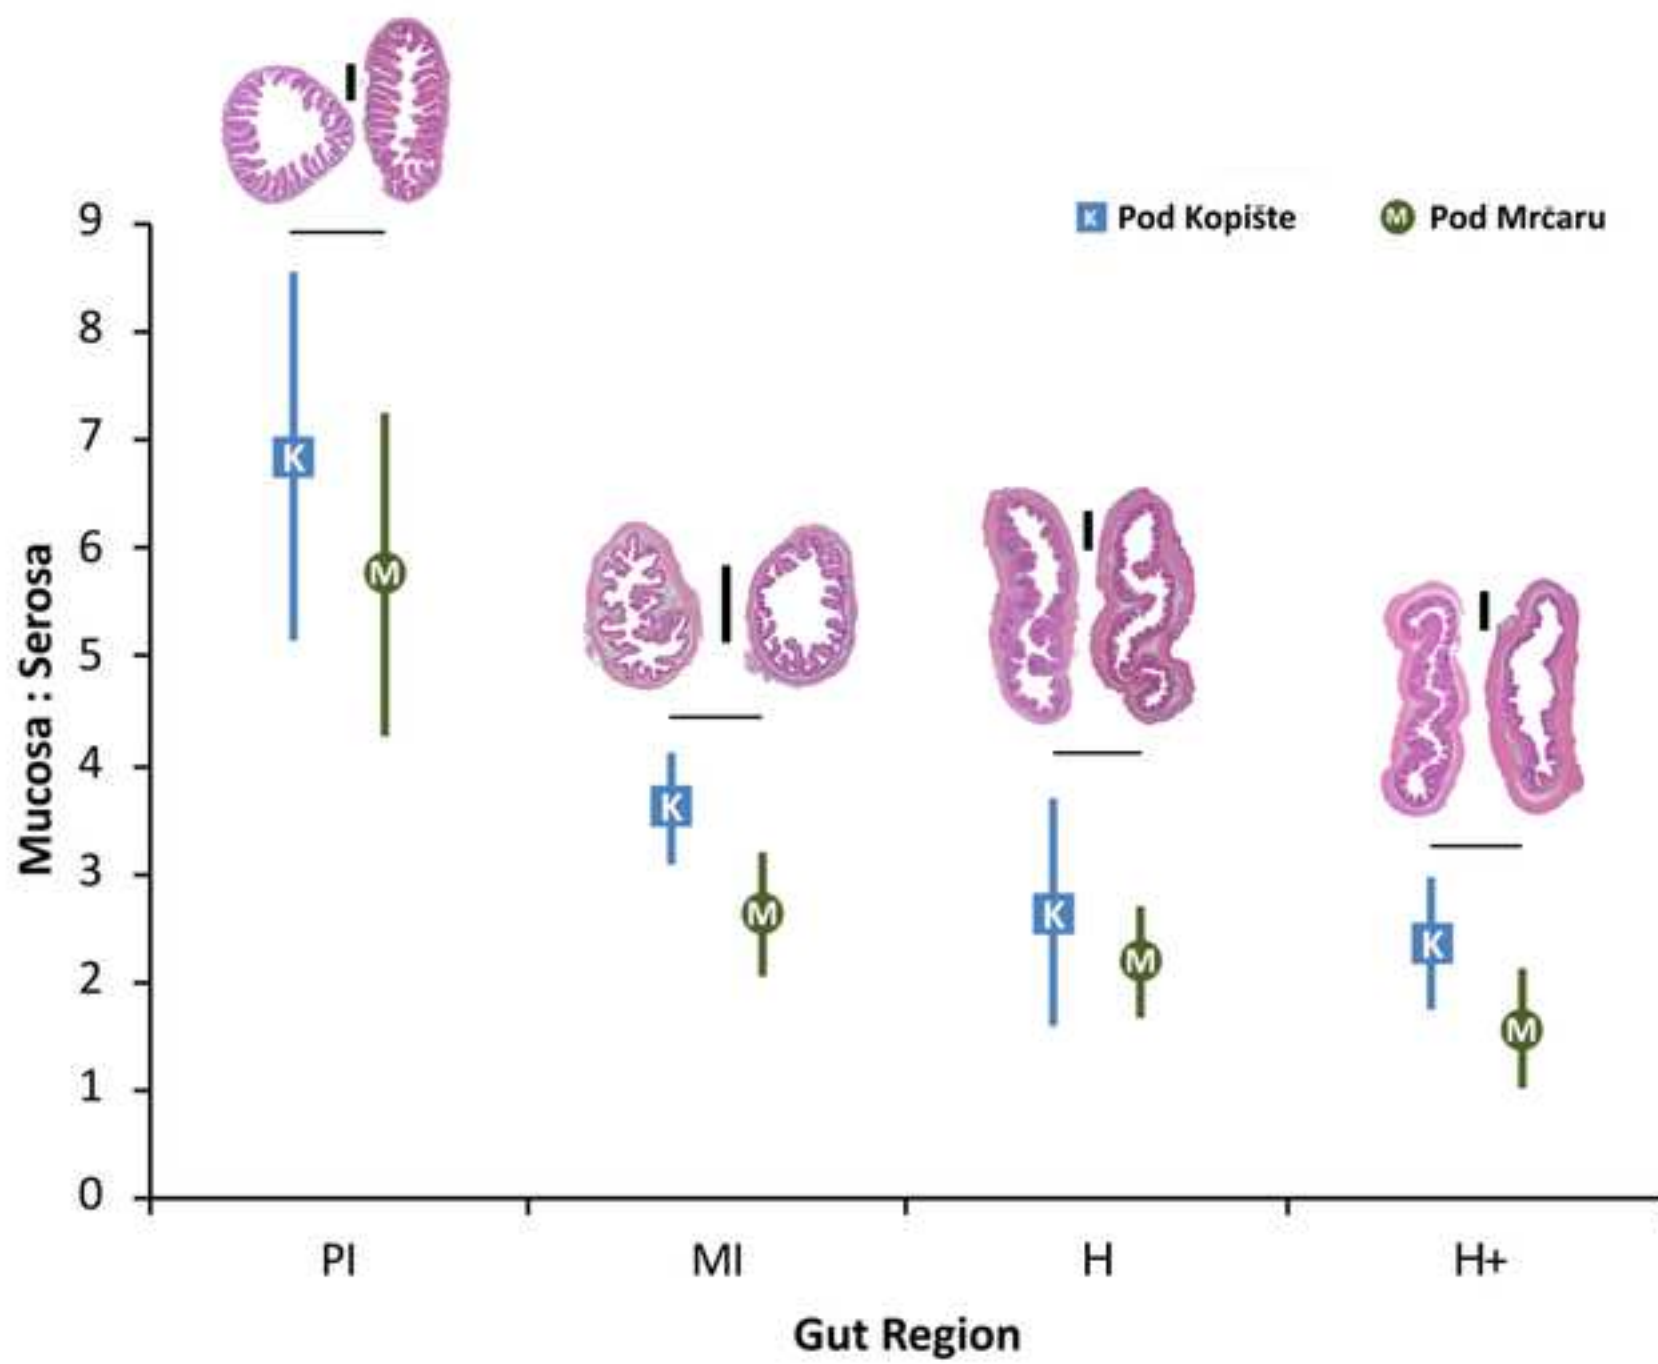 K Pod Kopište
M Pod Mrčaru
9
8
7
6
5
4
3
2
1
0
Mucosa : Serosa
K
M
K
M
K
M
K
M
PI MI H H+
Gut Region